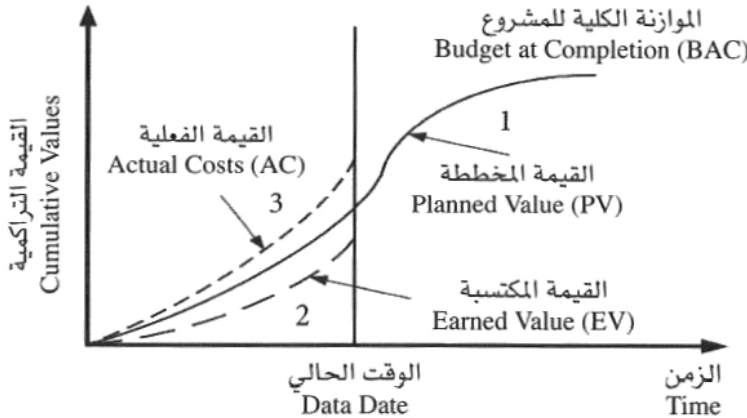 الموازنة الكلية للمشروع
Budget at Completion (BAC)
القيمة التراكمية
Cumulative Values
القيمة الفعلية
Actual Costs (AC)
3
1
القيمة المخططة
Planned Value (PV)
القيمة المكتسبة
Earned Value (EV)
2
الوقت الحالي
Data Date
الزمن
Time